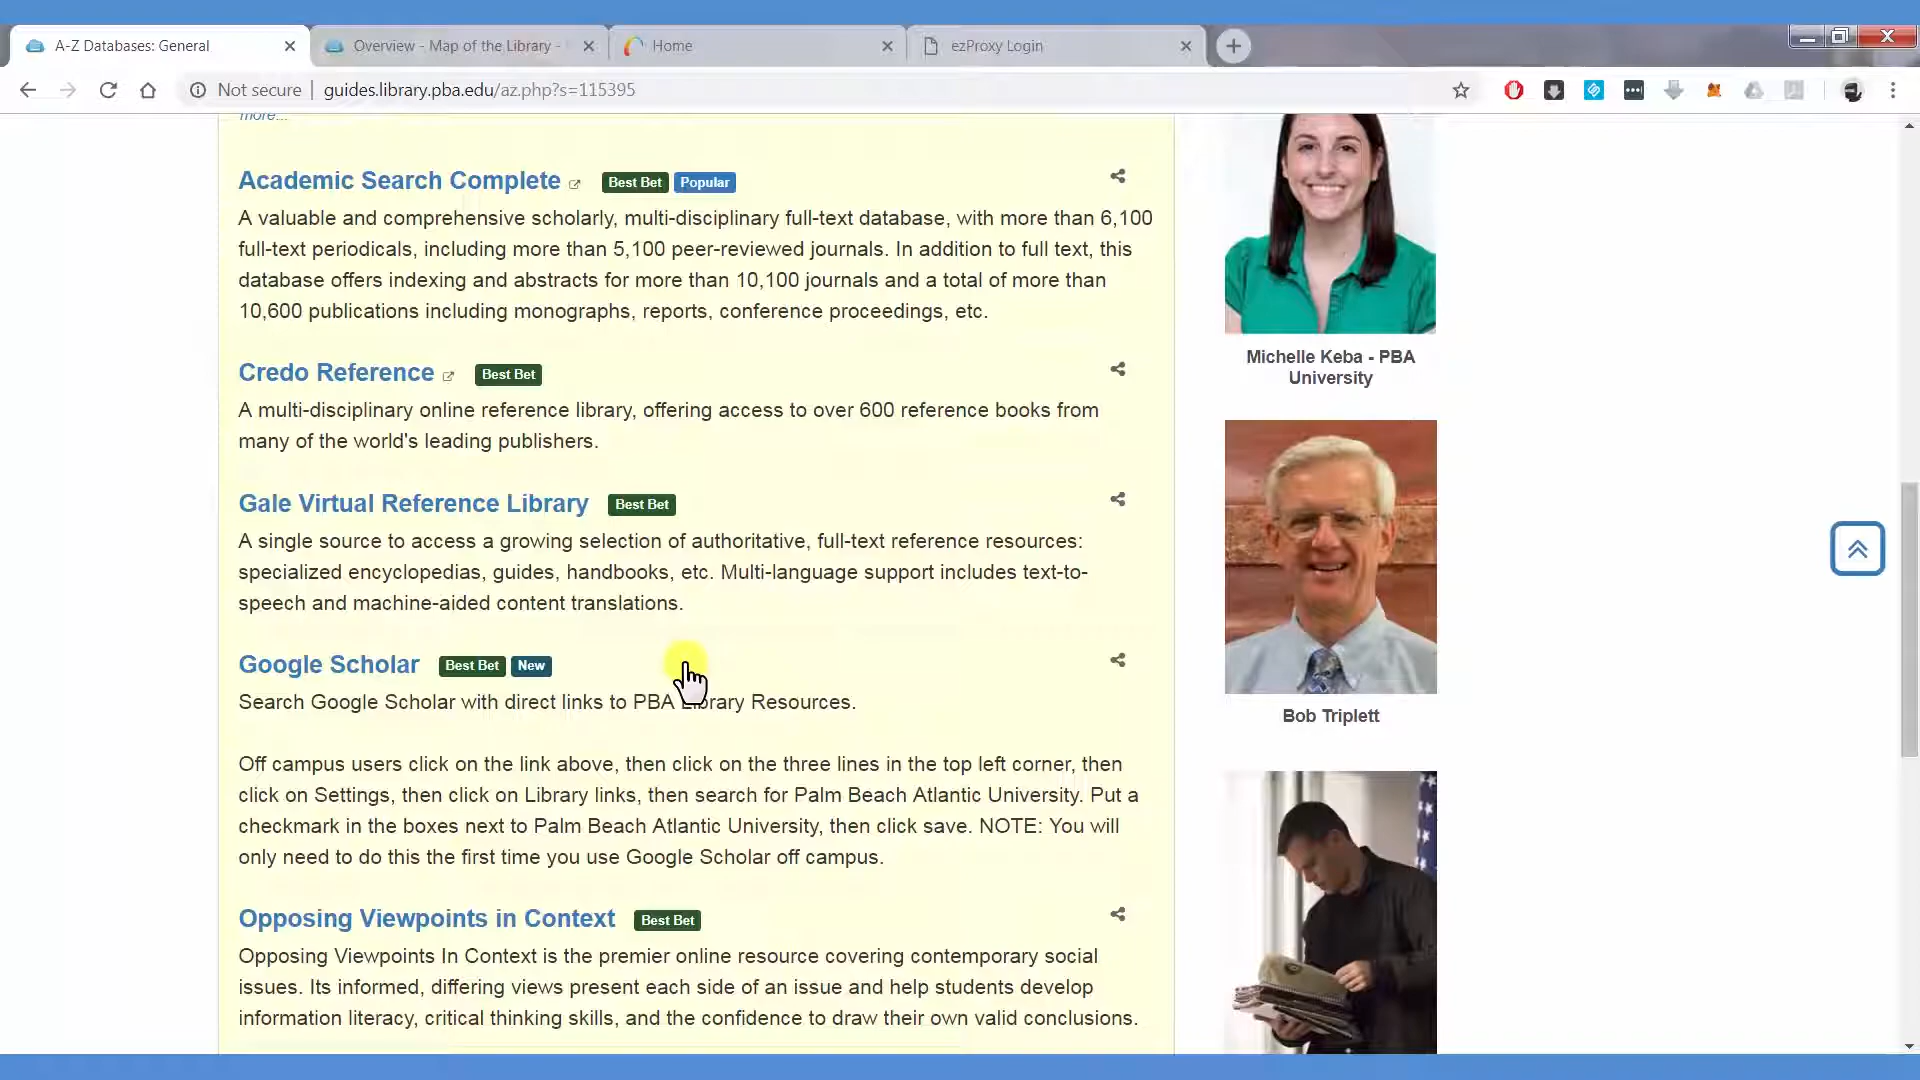 A-Z Databases: General
Overview - Map of the Library -
Home
ezProxy Login
Not secure
guides.library.pba.edu/az.php?s=115395
more...
Academic Search Complete Best Bet Popular
A valuable and comprehensive scholarly, multi-disciplinary full-text database, with more than 6,100
full-text periodicals, including more than 5,100 peer-reviewed journals. In addition to full text, this
database offers indexing and abstracts for more than 10,100 journals and a total of more than
10,600 publications including monographs, reports, conference proceedings, etc.
Credo Reference Best Bet
A multi-disciplinary online reference library, offering access to over 600 reference books from
many of the world's leading publishers.
Gale Virtual Reference Library Best Bet
A single source to access a growing selection of authoritative, full-text reference resources:
specialized encyclopedias, guides, handbooks, etc. Multi-language support includes text-to-
speech and machine-aided content translations.
Google Scholar Best Bet New
Search Google Scholar with direct links to PBA Library Resources.
Off campus users click on the link above, then click on the three lines in the top left corner, then
click on Settings, then click on Library links, then search for Palm Beach Atlantic University. Put a
checkmark in the boxes next to Palm Beach Atlantic University, then click save. NOTE: You will
only need to do this the first time you use Google Scholar off campus.
Opposing Viewpoints in Context Best Bet
Opposing Viewpoints In Context is the premier online resource covering contemporary social
issues. Its informed, differing views present each side of an issue and help students develop
information literacy, critical thinking skills, and the confidence to draw their own valid conclusions.
Michelle Keba - PBA
University
Bob Triplett